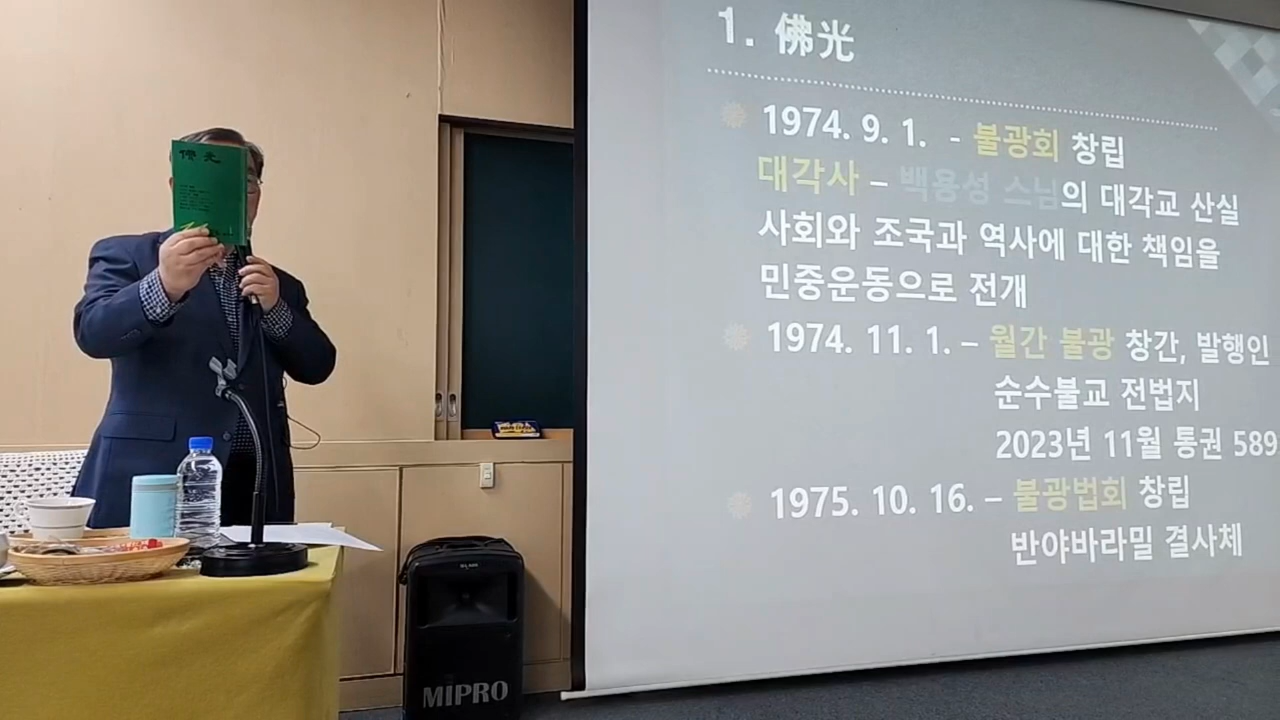 1. 佛光
1974. 9. 1. - 불광회 창립
대각사 – 백용성 스님의 대각교 산실
사회와 조국과 역사에 대한 책임을
민중운동으로 전개
1974. 11. 1. – 월간 불광 창간, 발행인
순수불교 전법지
2023년 11월 통권 589
1975. 10. 16. – 불광법회 창립
반야바라밀 결사체
佛光
MIPRO